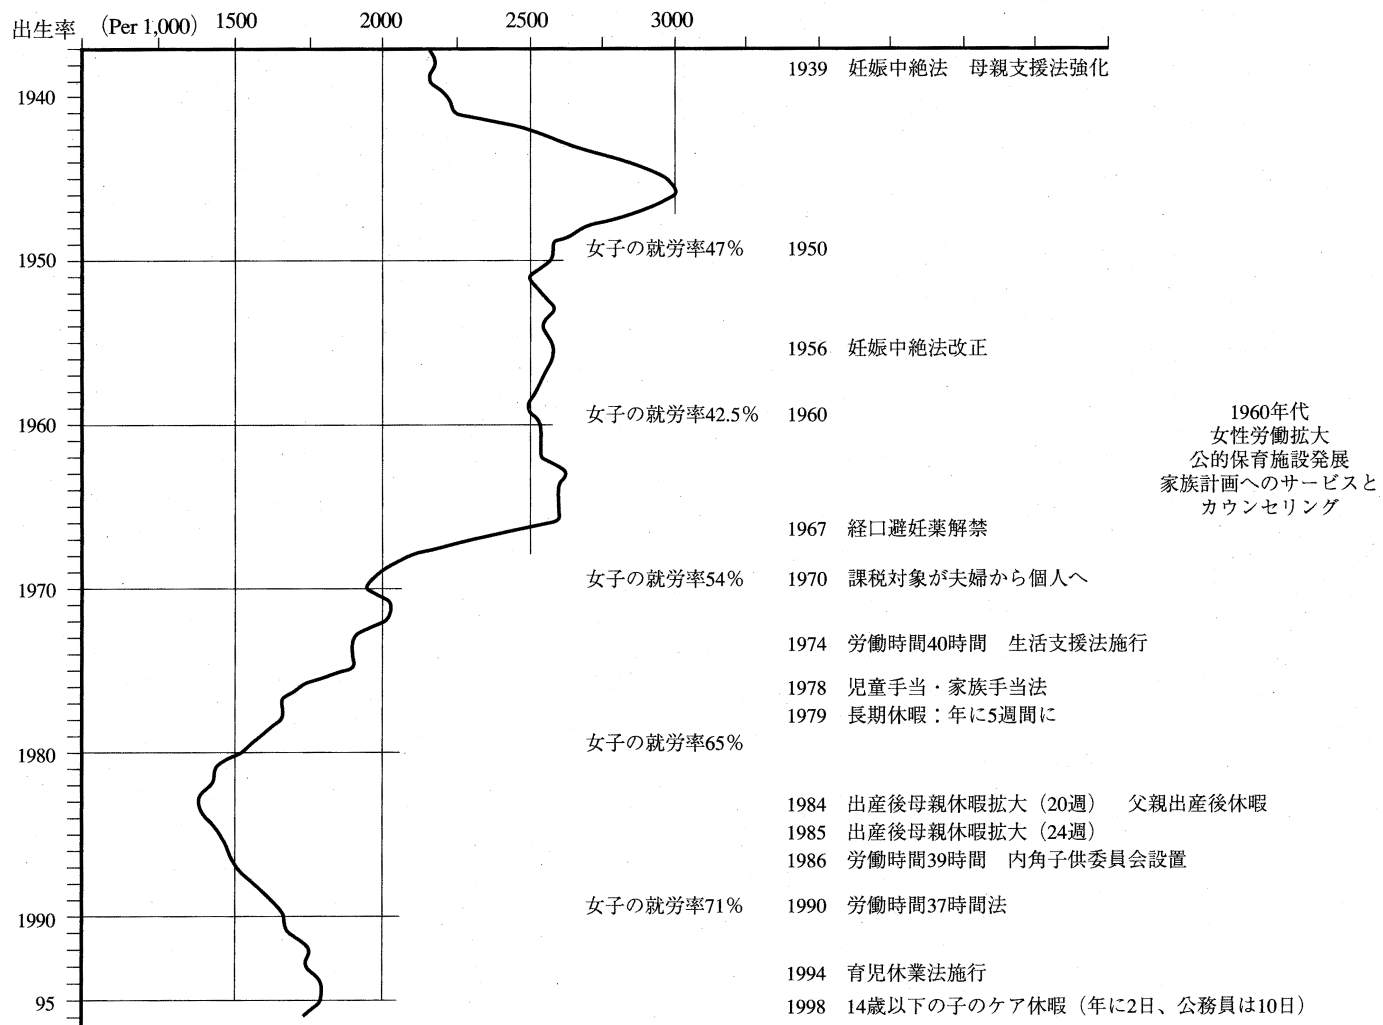 出生率 (Per 1,000) 1500 2000 2500 3000
1939 妊娠中絶法 母親支援法強化
1940
女子の就労率47% 1950
1950
1956 妊娠中絶法改正
女子の就労率42.5% 1960
1960
1960年代
女性労働拡大
公的保育施設発展
家族計画へのサービスと
カウンセリング
1967 経口避妊薬解禁
女子の就労率54% 1970 課税対象が夫婦から個人へ
1970
1974 労働時間40時間 生活支援法施行
1978 児童手当・家族手当法
1979 長期休暇：年に5週間に
女子の就労率65%
1980
1984 出産後母親休暇拡大（20週） 父親出産後休暇
1985 出産後母親休暇拡大（24週）
1986 労働時間39時間 内角子供委員会設置
女子の就労率71% 1990 労働時間37時間法
1990
1994 育児休業法施行
95
1998 14歳以下の子のケア休暇（年に2日、公務員は10日）